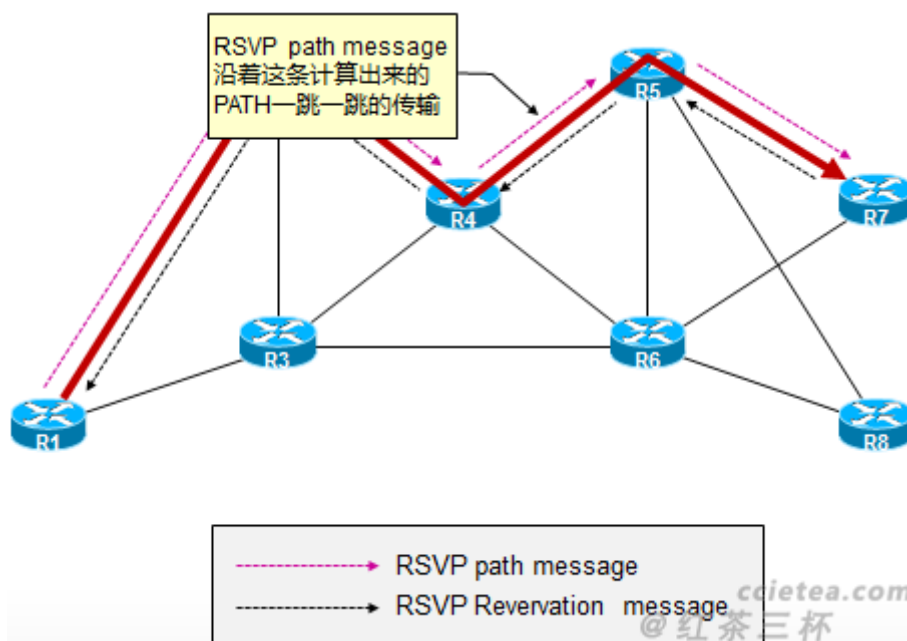 RSVP path message
沿着这条计算出来的
PATH一跳一跳的传输
R5
R4
R7
R3
R6
R1
R8
RSVP path message
RSVP Revervation message
ccietea.com
@红茶三杯